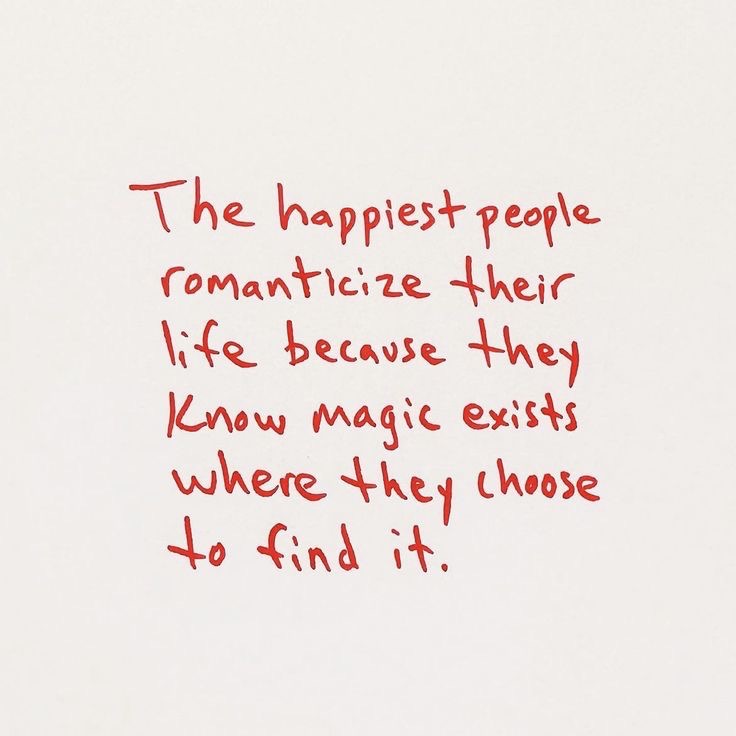 The happiest people
romanticize their
life because they
know magic exists
where they choose
to find it.